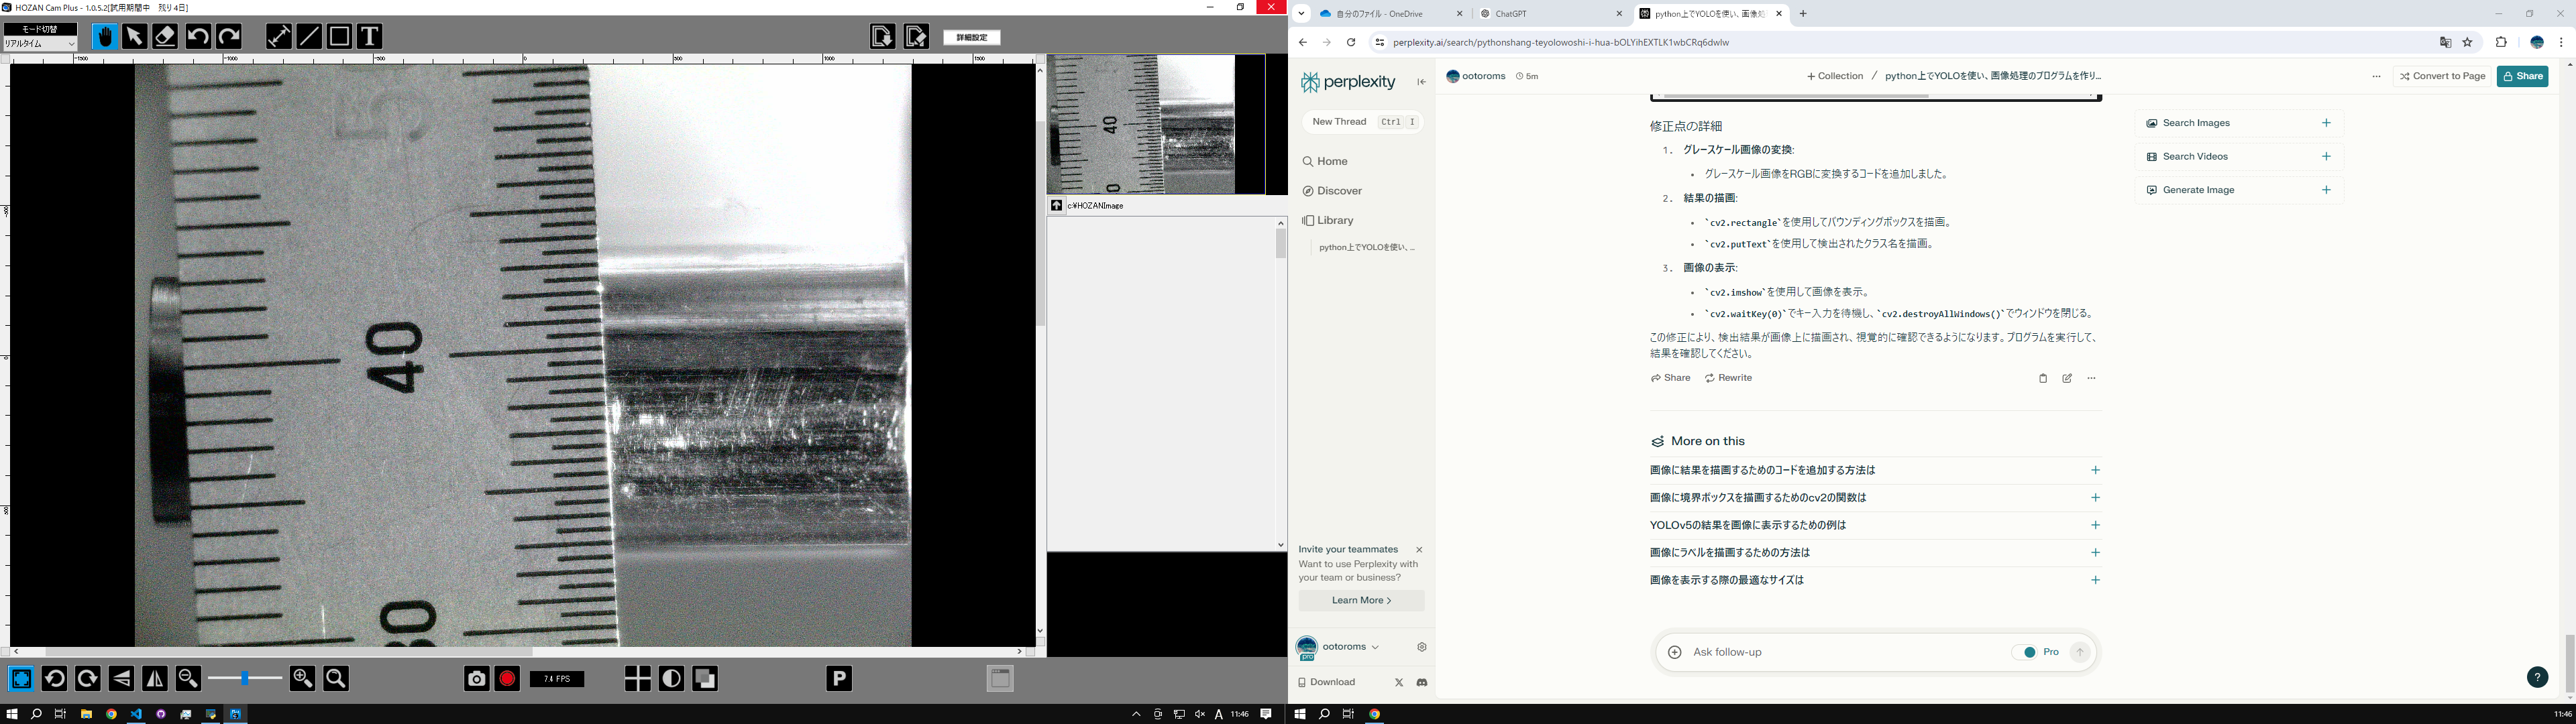 HOZAN Cam Plus - 1.0.5.2[試用期間中　残り4日]
モード切替
リアルタイム
詳細設定
T
-1500
-1000
-500
0
500
1000
1500
40
40
c:¥HOZANImage
7.4 FPS
P
A
11:46
自分のファイル - OneDrive
ChatGPT
python上でYOLOを使い、画像処
perplexity.ai/search/pythonshang-teyolowoshi-i-hua-bOLYihEXTLK1wbCRq6dwlw
perplexity
New Thread
Ctrl
I
Home
Discover
Library
python上でYOLOを使い、...
Invite your teammates
Want to use Perplexity with
your team or business?
Learn More
ootoroms
pro
Download
ootoroms
5m
Collection / python上でYOLOを使い、画像処理のプログラムを作り...
Convert to Page
Share
修正点の詳細
1. グレースケール画像の変換:
• グレースケール画像をRGBに変換するコードを追加しました。
2. 結果の描画:
• `cv2.rectangle`を使用してバウンディングボックスを描画。
• `cv2.putText`を使用して検出されたクラス名を描画。
3. 画像の表示:
• `cv2.imshow`を使用して画像を表示。
• `cv2.waitKey(0)`でキー入力を待機し、`cv2.destroyAllWindows()`でウィンドウを閉じる。
この修正により、検出結果が画像上に描画され、視覚的に確認できるようになります。プログラムを実行して、
結果を確認してください。
Share
Rewrite
More on this
画像に結果を描画するためのコードを追加する方法は
画像に境界ボックスを描画するためのcv2の関数は
YOLOv5の結果を画像に表示するための例は
画像にラベルを描画するための方法は
画像を表示する際の最適なサイズは
Ask follow-up
Pro
Search Images
Search Videos
Generate Image
?
11:46